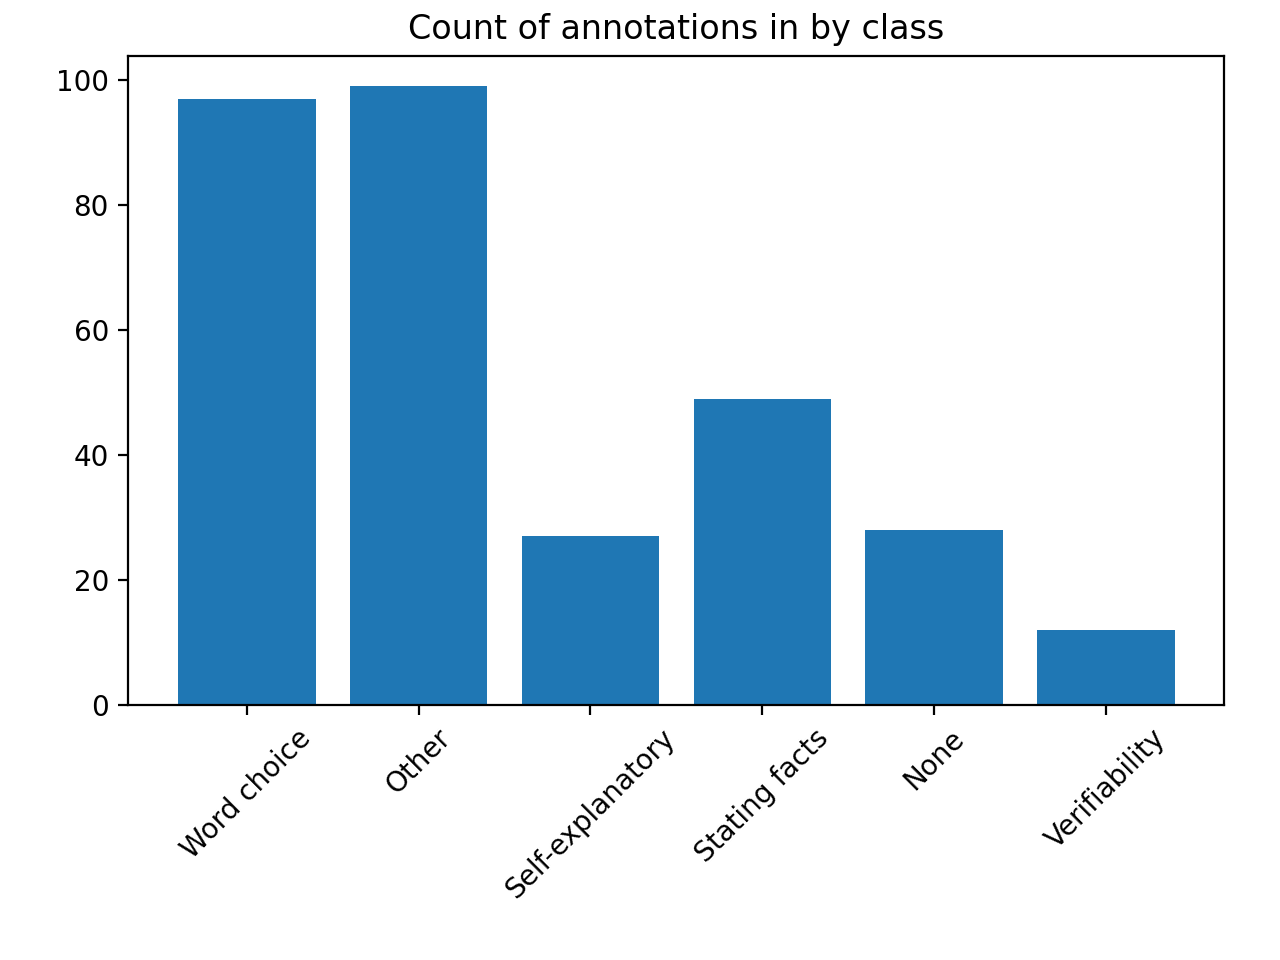 Count of annotations in by class
100
80
60
40
20
0
Word choice
Other
Self-explanatory
Stating facts
None
Verifiability